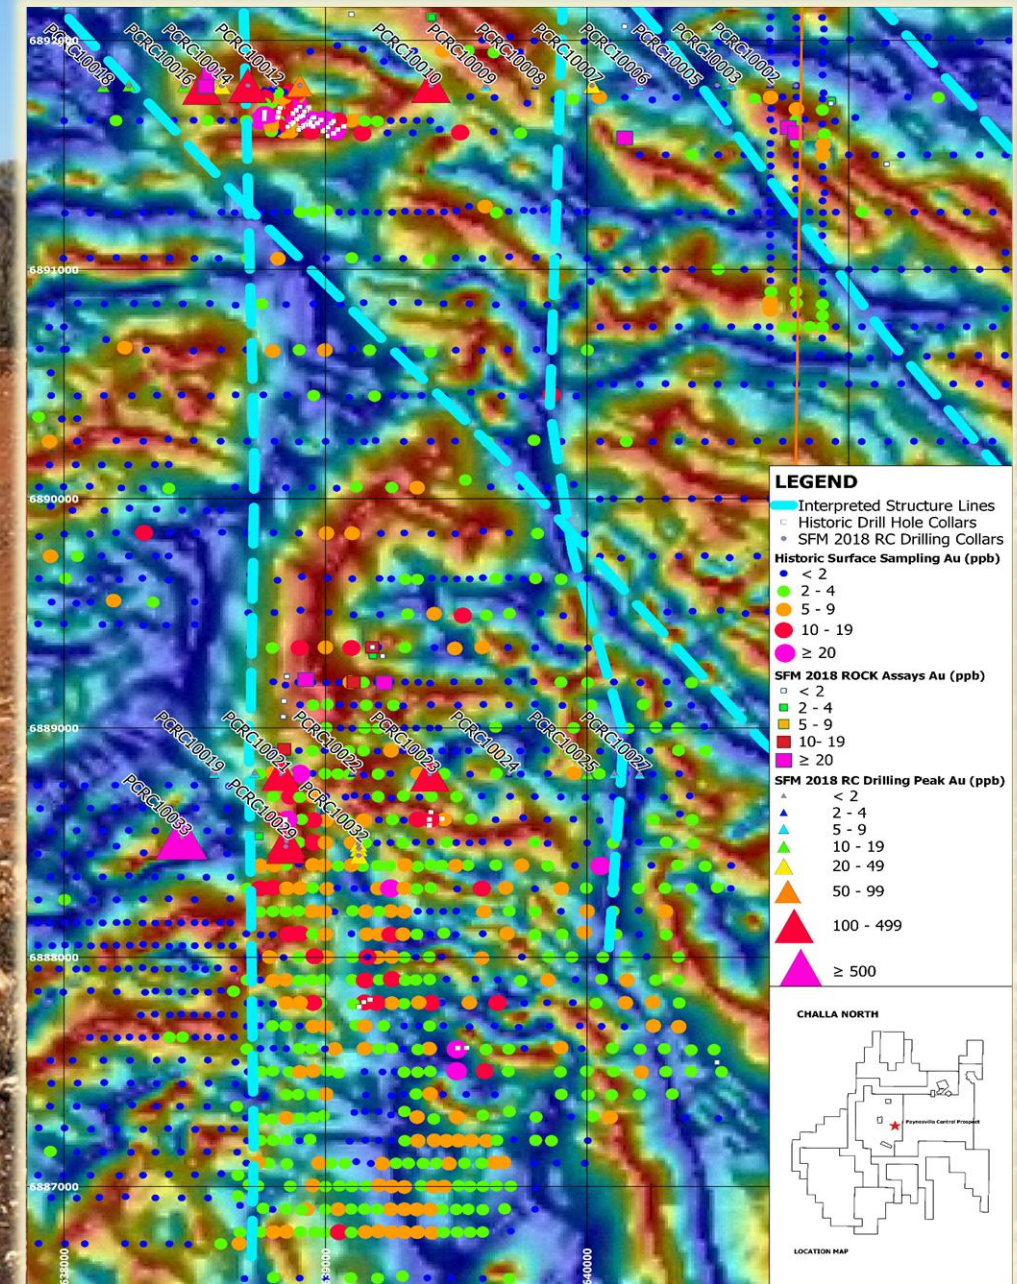 6892000
PCRC10018
PCRC10016
PCRC10014
PCRC10012
PCRC10010
PCRC10009
PCRC10008
PCRC10007
PCRC10006
PCRC10005
PCRC10003
PCRC10002
6891000
6890000
LEGEND
Interpreted Structure Lines
Historic Drill Hole Collars
SFM 2018 RC Drilling Collars
Historic Surface Sampling Au (ppb)
< 2
2 - 4
5 - 9
10 - 19
≥ 20
SFM 2018 ROCK Assays Au (ppb)
< 2
2 - 4
5 - 9
10- 19
≥ 20
SFM 2018 RC Drilling Peak Au (ppb)
< 2
2 - 4
5 - 9
10 - 19
20 - 49
50 - 99
100 - 499
≥ 500
6889000
PCRC10019
PCRC10021
PCRC10022
PCRC10023
PCRC10024
PCRC10025
PCRC10027
PCRC10033
PCRC10029
PCRC10032
6888000
CHALLA NORTH
Paynesville Central Prospect
LOCATION MAP
6887000
638000
639000
640000